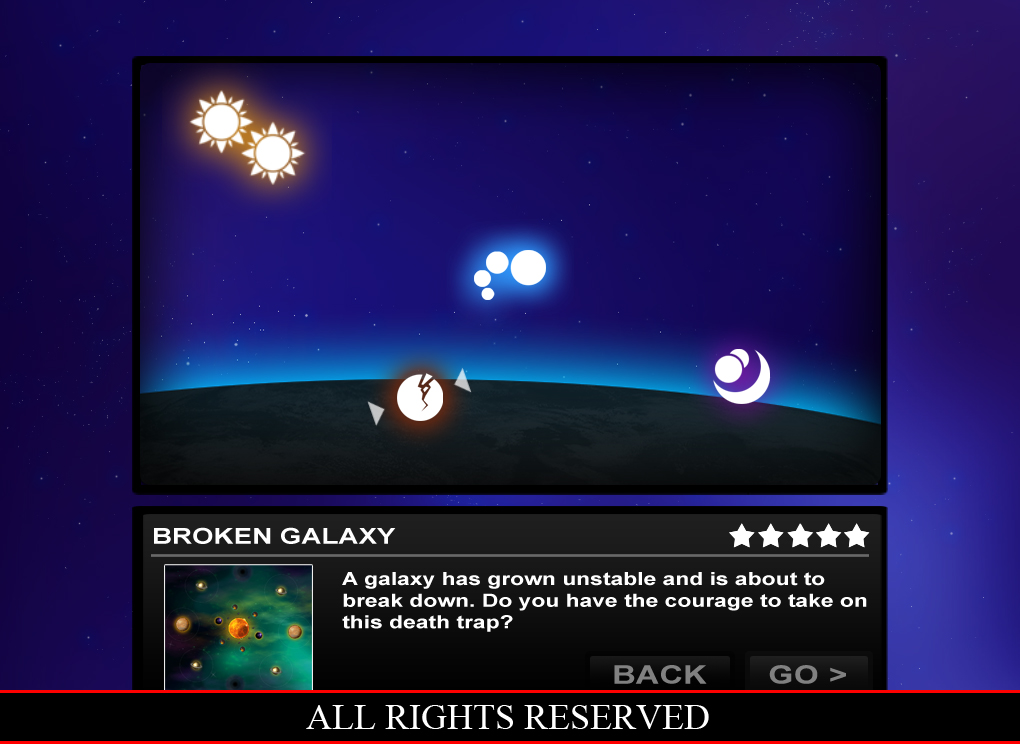 BROKEN GALAXY
A galaxy has grown unstable and is about to
break down. Do you have the courage to take on
this death trap?
BACK
GO >
ALL RIGHTS RESERVED